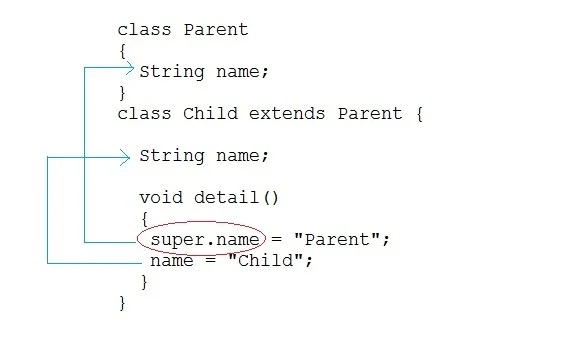 class Parent
{
String name;
}
class Child extends Parent {
String name;
void detail()
{
super.name = "Parent";
name = "Child";
}
}